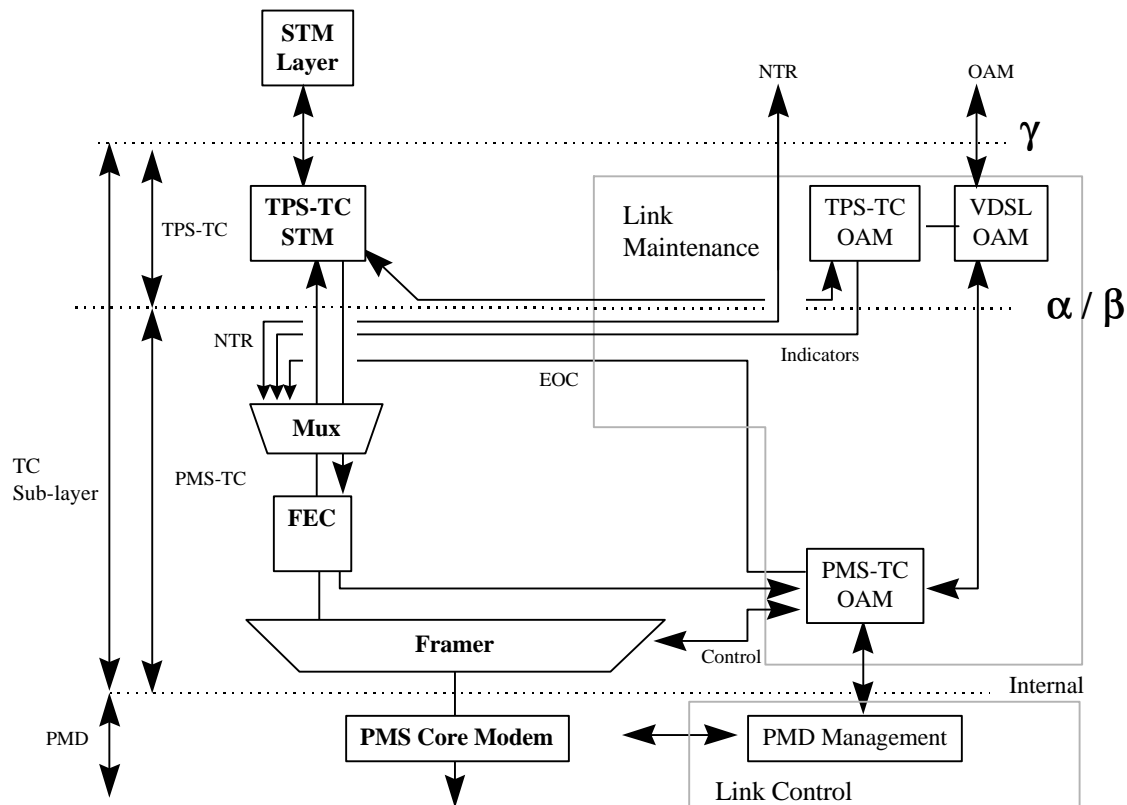 STM
Layer
NTR
OAM
γ
TPS-TC
TPS-TC
STM
Link
Maintenance
TPS-TC
OAM
VDSL
OAM
α / β
NTR
Indicators
EOC
Mux
TC
Sub-layer
PMS-TC
FEC
PMS-TC
OAM
Framer
Control
Internal
PMD
PMS Core Modem
PMD Management
Link Control